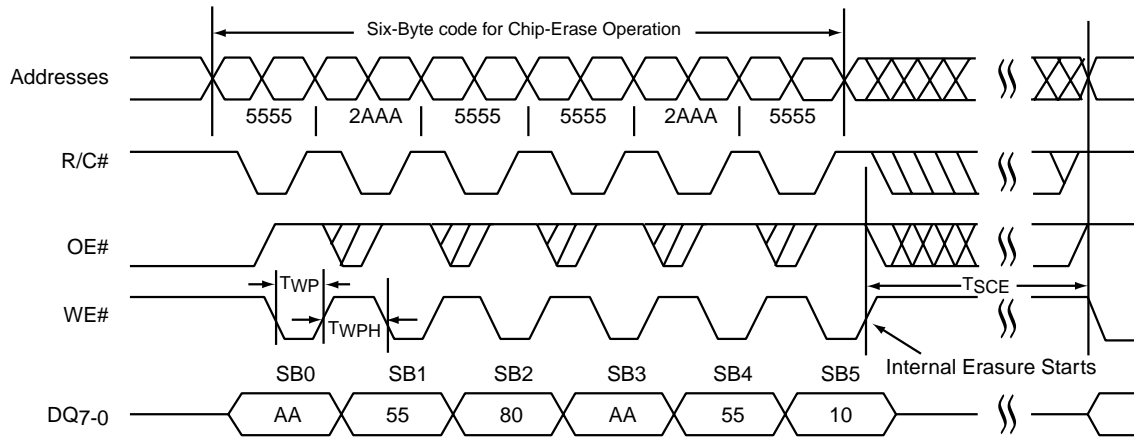 Six-Byte code for Chip-Erase Operation
Addresses
5555 2AAA 5555 5555 2AAA 5555
R/C#
OE#
TWP
TSCE
WE#
TWPH
Internal Erasure Starts
SB0 SB1 SB2 SB3 SB4 SB5
DQ7-0 AA 55 80 AA 55 10